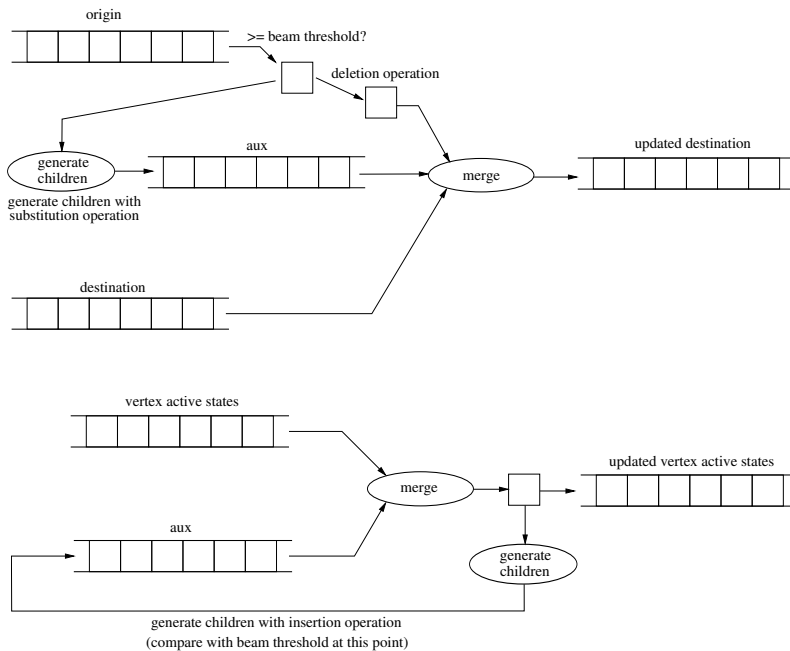 origin
>= beam threshold?
deletion operation
aux
updated destination
generate
children
merge
generate children with
substitution operation
destination
vertex active states
updated vertex active states
merge
aux
generate
children
generate children with insertion operation
(compare with beam threshold at this point)